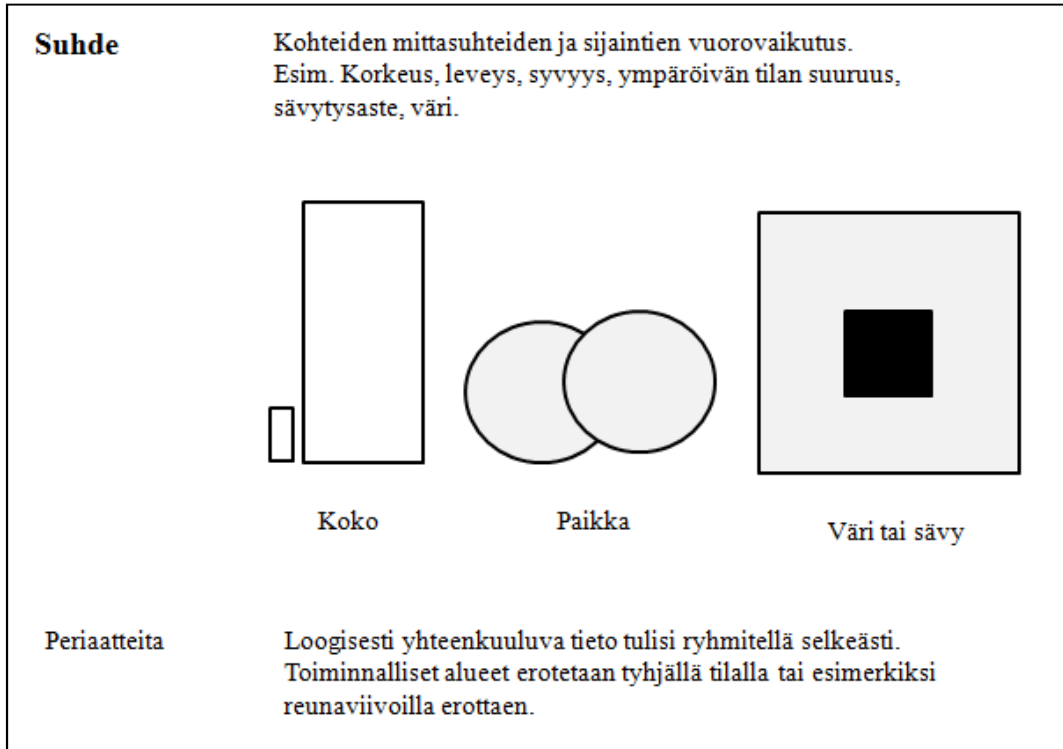 Suhde
Kohteiden mittasuhteiden ja sijaintien vuorovaikutus.
Esim. Korkeus, leveys, syvyys, ympäröivän tilan suuruus,
sävytysaste, väri.
Koko
Paikka
Väri tai sävy
Periaatteita
Loogisesti yhteenkuuluva tieto tulisi ryhmitellä selkeästi.
Toiminnalliset alueet erotetaan tyhjällä tilalla tai esimerkiksi
reunaviivoilla erottaen.